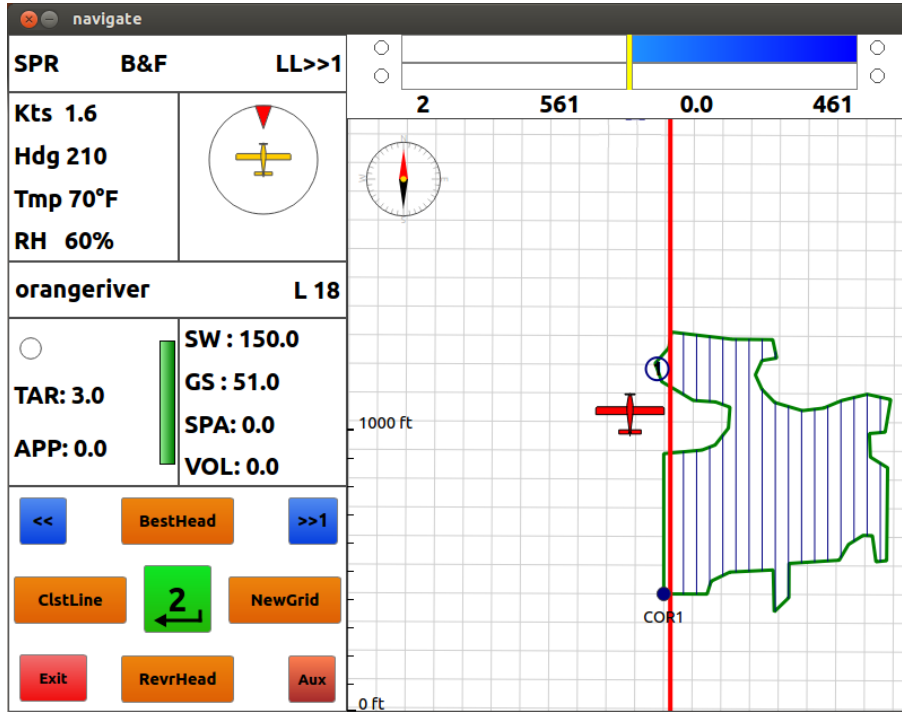 navigate
SPR B&F LL>>1
2 561 0.0 461
Kts 1.6
Hdg 210
Tmp 70°F
RH 60%
N
W E
S
orangeriver L 18
TAR: 3.0
APP: 0.0
SW : 150.0
GS : 51.0
SPA: 0.0
VOL: 0.0
1000 ft
<< BestHead >>1
ClstLine 2 NewGrid
Exit RevrHead Aux
COR1
0 ft